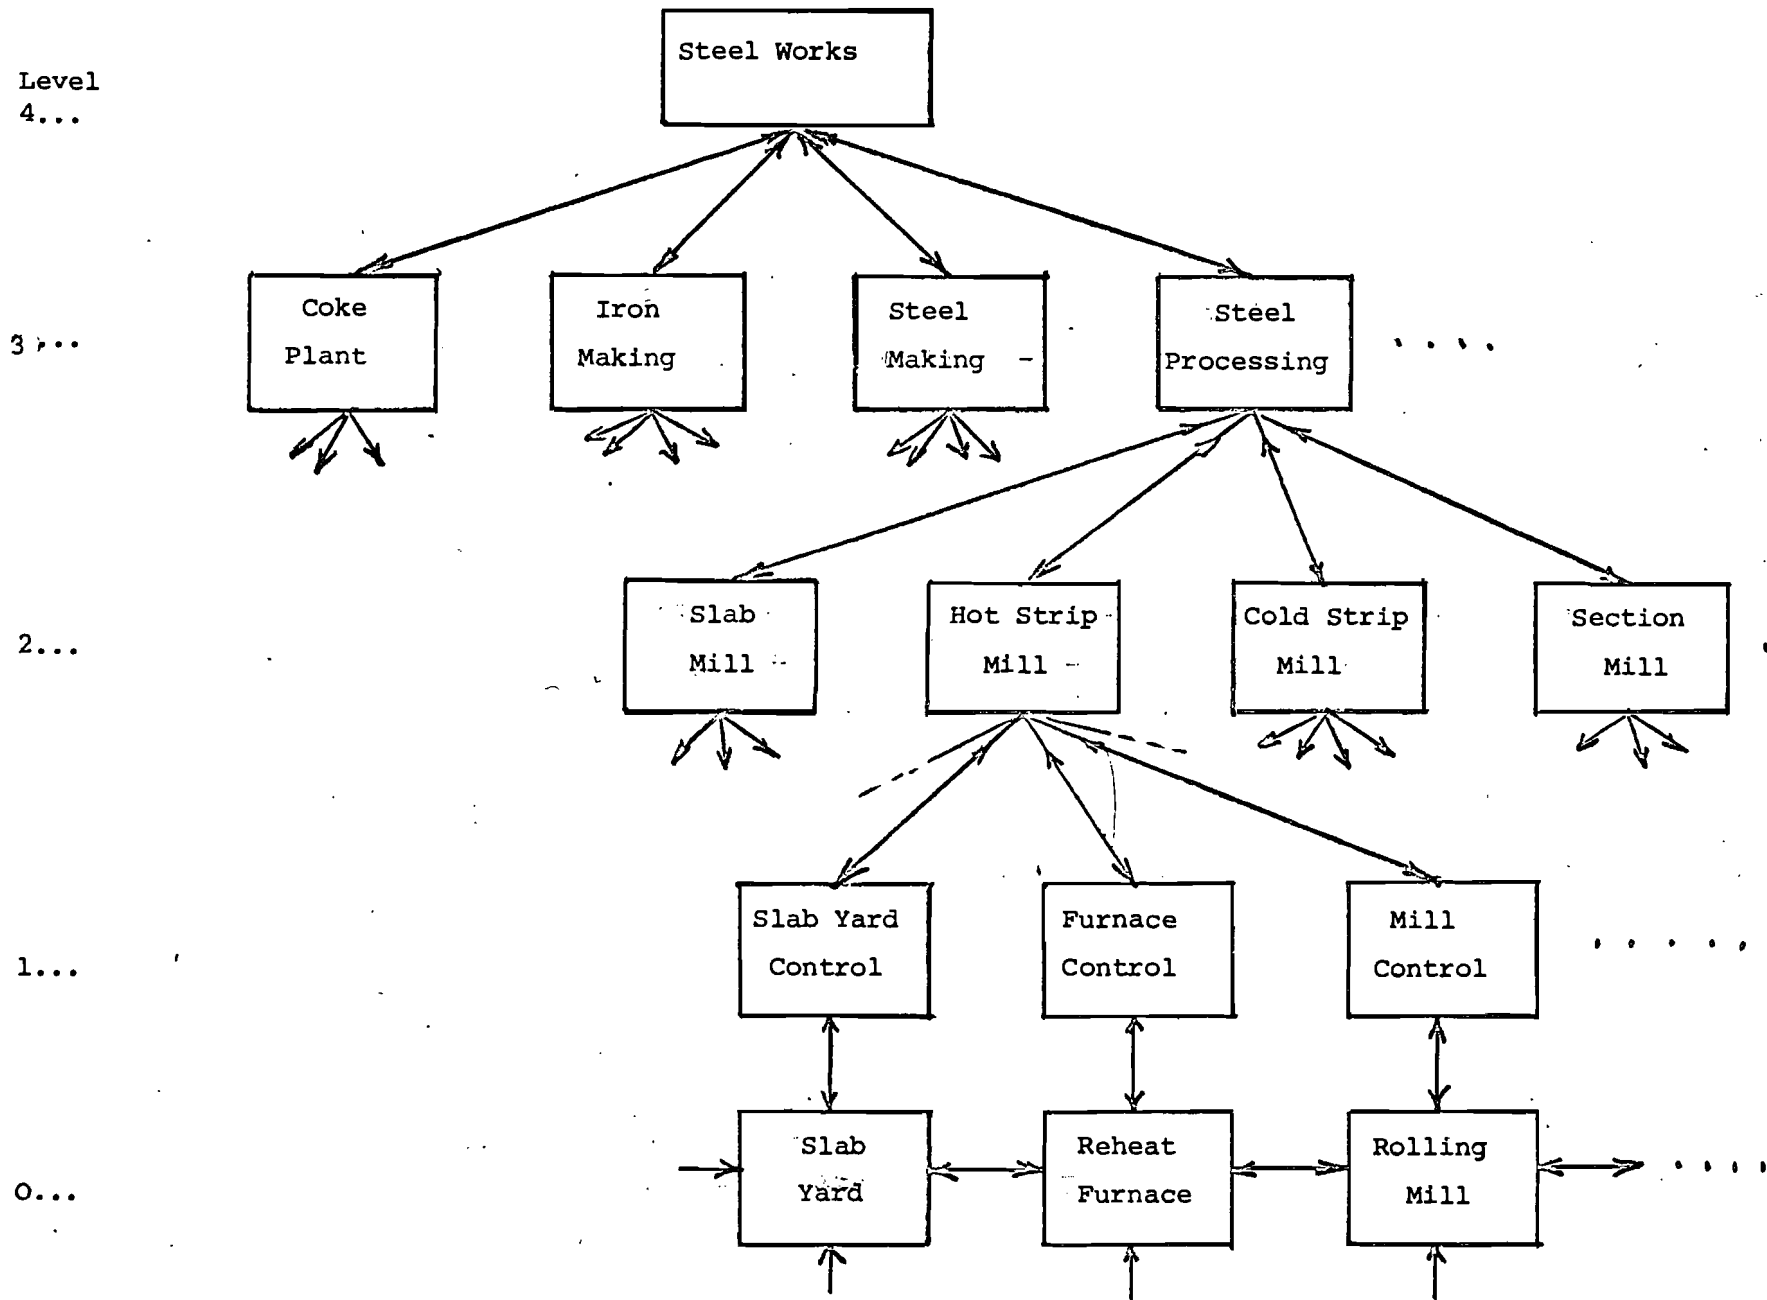 Steel Works
Level
4...
Coke
Plant
Iron
Making
Steel
Making
Steel
Processing
3...
....
Slab
Mill
Hot Strip
Mill
Cold Strip
Mill
Section
Mill
2...
Slab Yard
Control
Furnace
Control
Mill
Control
1...
.....
Slab
Yard
Reheat
Furnace
Rolling
Mill
0...
.....